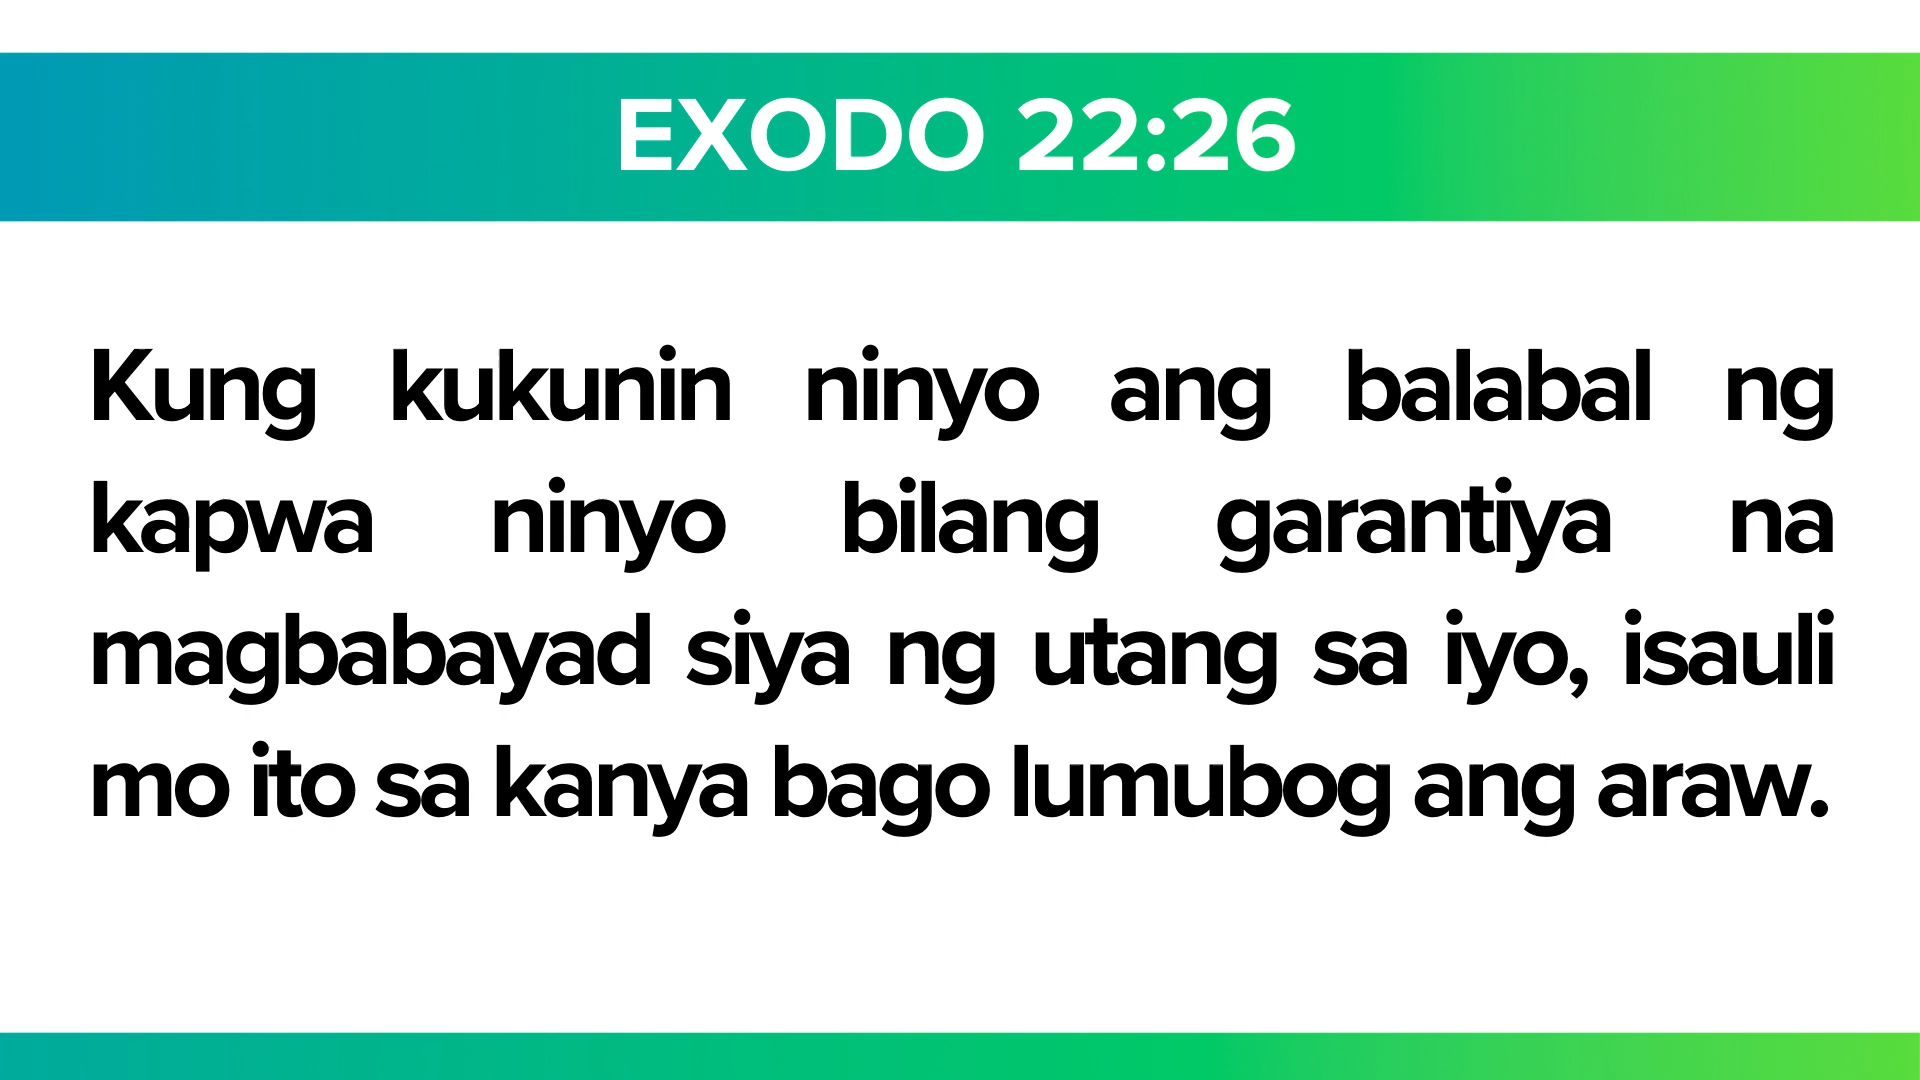 EXODO 22:26
Kung kukunin ninyo ang balabal ng
kapwa ninyo bilang garantiya na
magbabayad siya ng utang sa iyo, isauli
mo ito sa kanya bago lumubog ang araw.